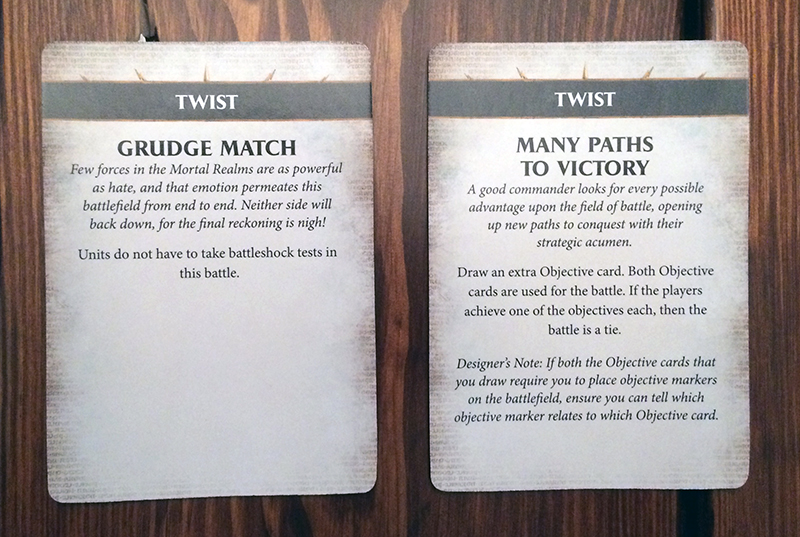 TWIST
GRUDGE MATCH
Few forces in the Mortal Realms are as powerful
as hate, and that emotion permeates this
battlefield from end to end. Neither side will
back down, for the final reckoning is nigh!
Units do not have to take battleshock tests in
this battle.
TWIST
MANY PATHS
TO VICTORY
A good commander looks for every possible
advantage upon the field of battle, opening
up new paths to conquest with their
strategic acumen.
Draw an extra Objective card. Both Objective
cards are used for the battle. If the players
achieve one of the objectives each, then the
battle is a tie.
Designer's Note: If both the Objective cards that
you draw require you to place objective markers
on the battlefield, ensure you can tell which
objective marker relates to which Objective card.